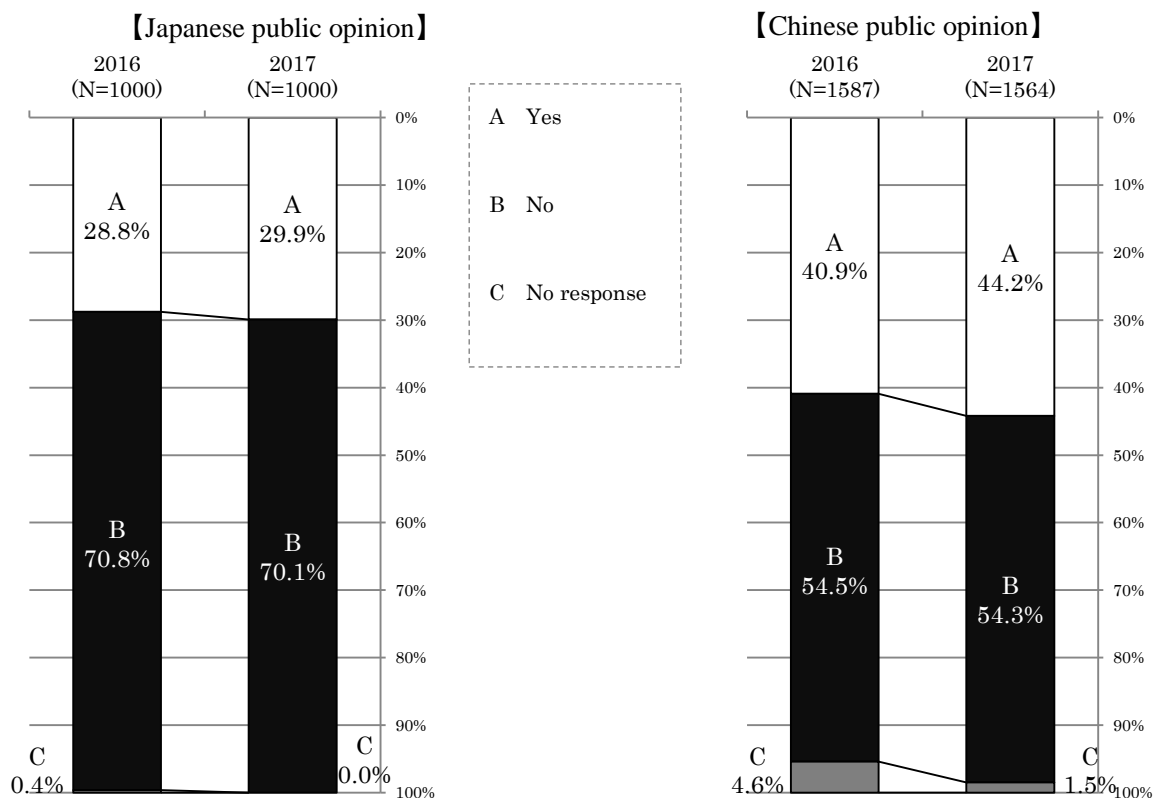 【Japanese public opinion】
2016
(N=1000)
2017
(N=1000)
0%
10%
20%
30%
40%
50%
60%
70%
80%
90%
100%
A
28.8%
A
29.9%
B
70.8%
B
70.1%
C
0.4%
C
0.0%
A Yes
B No
C No response
【Chinese public opinion】
2016
(N=1587)
2017
(N=1564)
0%
10%
20%
30%
40%
50%
60%
70%
80%
90%
100%
A
40.9%
A
44.2%
B
54.5%
B
54.3%
C
4.6%
C
1.5%